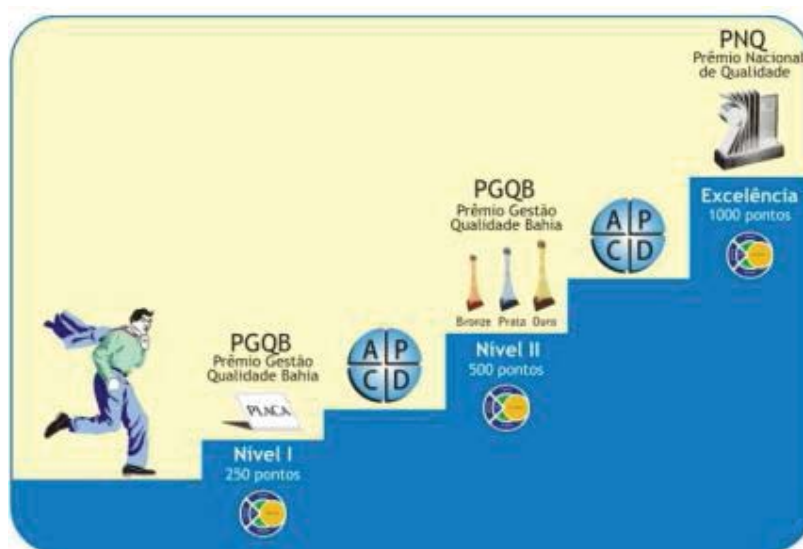 PNQ
Prêmio Nacional
de Qualidade
Excelência
1000 pontos
PGQB
Prêmio Gestão
Qualidade Bahia
Bronze Prata Ouro
Nível II
500 pontos
A P
C D
PGQB
Prêmio Gestão
Qualidade Bahia
PLACA
Nível I
250 pontos
A P
C D